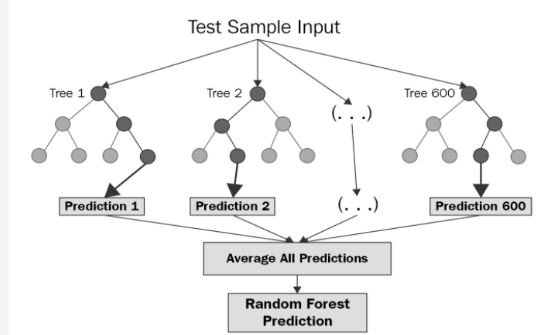 Test Sample Input
Tree 1
Tree 2
(. . .)
Tree 600
Prediction 1
Prediction 2
(. . .)
Prediction 600
Average All Predictions
Random Forest
Prediction